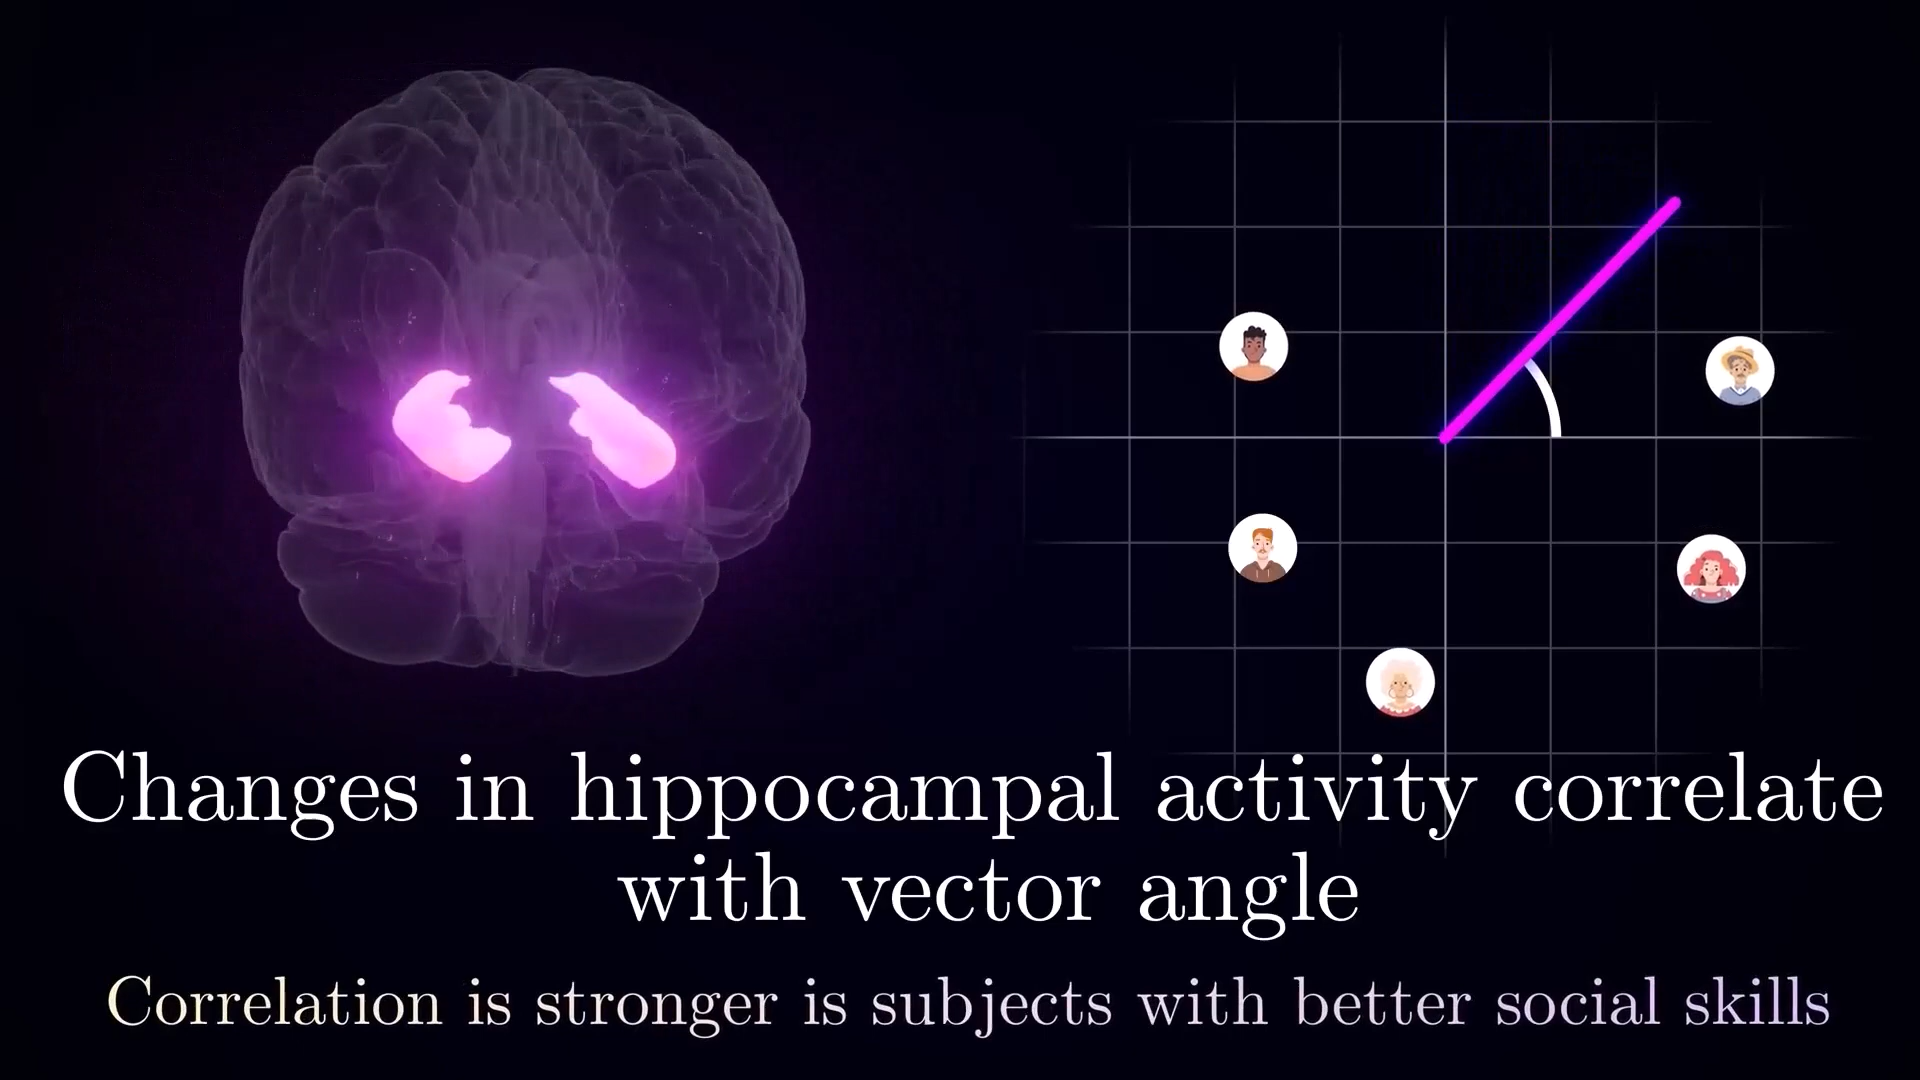 Changes in hippocampal activity correlate
with vector angle
Correlation is stronger is subjects with better social skills